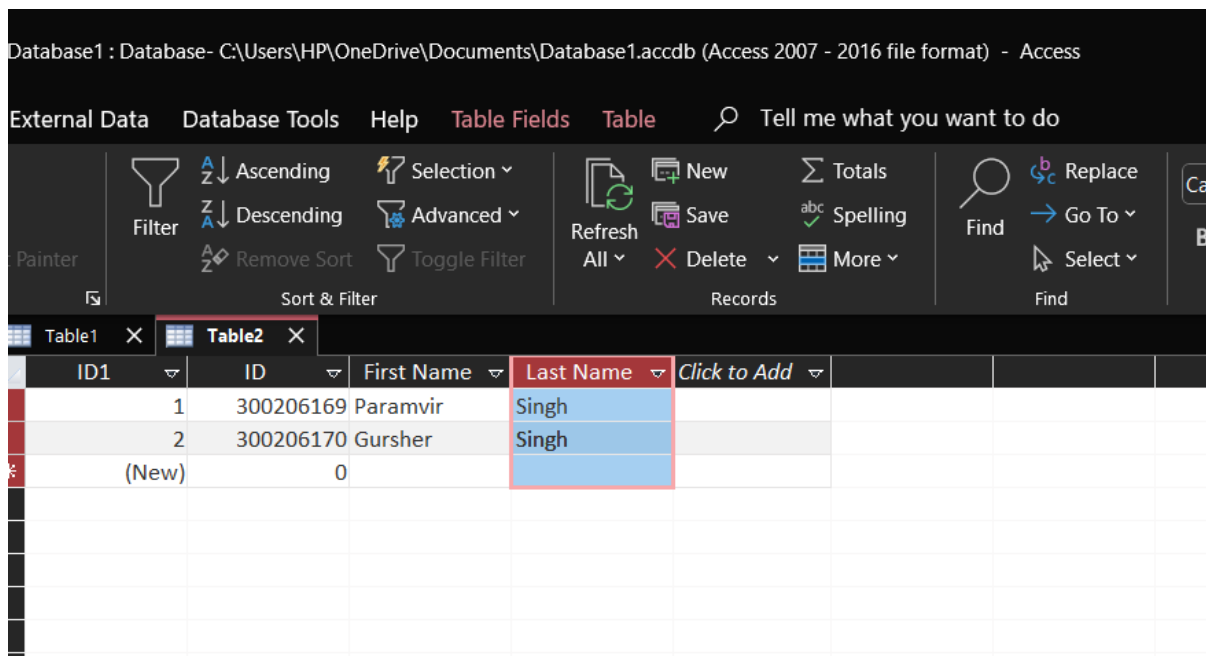 Database1 : Database- C:\Users\HP\OneDrive\Documents\Database1.accdb (Access 2007 - 2016 file format) - Access
External Data Database Tools Help Table Fields Table Tell me what you want to do
Ascending Selection New Totals Replace
Filter Descending Advanced Refresh All Save Spelling Find Go To
Painter Remove Sort Toggle Filter Delete More Select
Sort & Filter Records Find
Table1 Table2
ID1 ID First Name Last Name Click to Add
1 300206169 Paramvir Singh
2 300206170 Gursher Singh
(New) 0